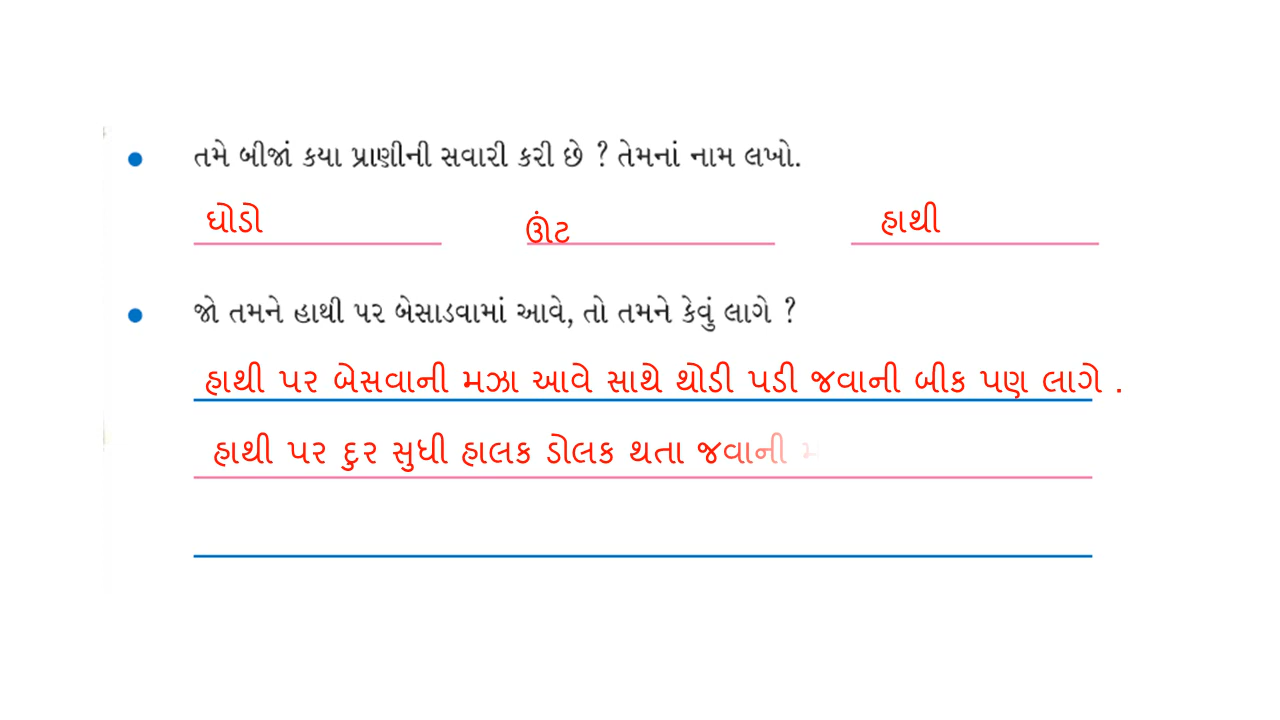 • તમે બીજાં કયા પ્રાણીની સવારી કરી છે ? તેમનાં નામ લખો.
ઘોડો ઊંટ હાથી
• જો તમને હાથી પર બેસાડવામાં આવે, તો તમને કેવું લાગે ?
હાથી પર બેસવાની મઝા આવે સાથે થોડી પડી જવાની બીક પણ લાગે .
હાથી પર દુર સુધી હાલક ડોલક થતા જવાની